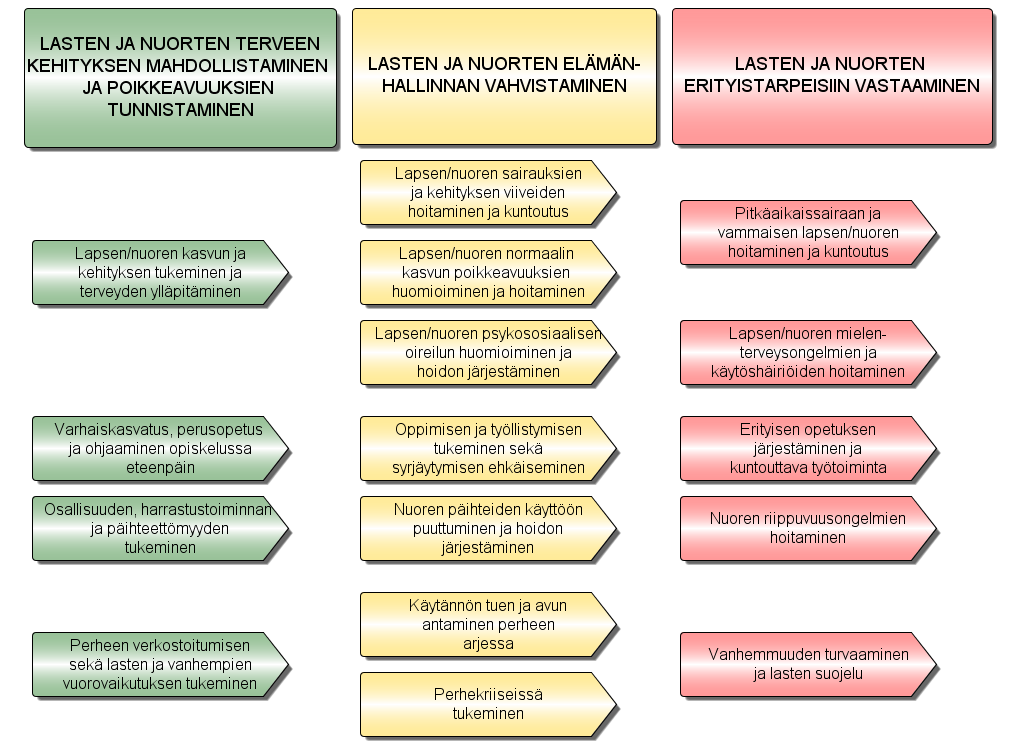 LASTEN JA NUORTEN TERVEEN
KEHITYKSEN MAHDOLLISTAMINEN
JA POIKKEAVUUKSIEN
TUNNISTAMINEN
LASTEN JA NUORTEN ELÄMÄN-
HALLINNAN VAHVISTAMINEN
LASTEN JA NUORTEN
ERITYISTARPEISIIN VASTAAMINEN
Lapsen/nuoren kasvun ja
kehityksen tukeminen ja
terveyden ylläpitäminen
Varhaiskasvatus, perusopetus
ja ohjaaminen opiskelussa
eteenpäin
Osallisuuden, harrastustoiminnan
ja päihteettömyyden
tukeminen
Perheen verkostoitumisen
sekä lasten ja vanhempien
vuorovaikutuksen tukeminen
Lapsen/nuoren sairauksien
ja kehityksen viiveiden
hoitaminen ja kuntoutus
Lapsen/nuoren normaalin
kasvun poikkeavuuksien
huomioiminen ja hoitaminen
Lapsen/nuoren psykososiaalisen
oireilun huomioiminen ja
hoidon järjestäminen
Oppimisen ja työllistymisen
tukeminen sekä
syrjäytymisen ehkäiseminen
Nuoren päihteiden käyttöön
puuttuminen ja hoidon
järjestäminen
Käytännön tuen ja avun
antaminen perheen
arjessa
Perhekriiseissä
tukeminen
Pitkäaikaissairaan ja
vammaisen lapsen/nuoren
hoitaminen ja kuntoutus
Lapsen/nuoren mielen-
terveysongelmien ja
käytöshäiriöiden hoitaminen
Erityisen opetuksen
järjestäminen ja
kuntouttava työtoiminta
Nuoren riippuvuusongelmien
hoitaminen
Vanhemmuuden turvaaminen
ja lasten suojelu